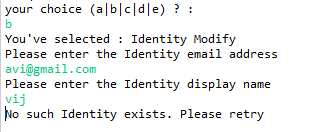 your choice (a|b|c|d|e) ? :
b
You've selected : Identity Modify
Please enter the Identity email address
avi@gmail.com
Please enter the Identity display name
vij
No such Identity exists. Please retry